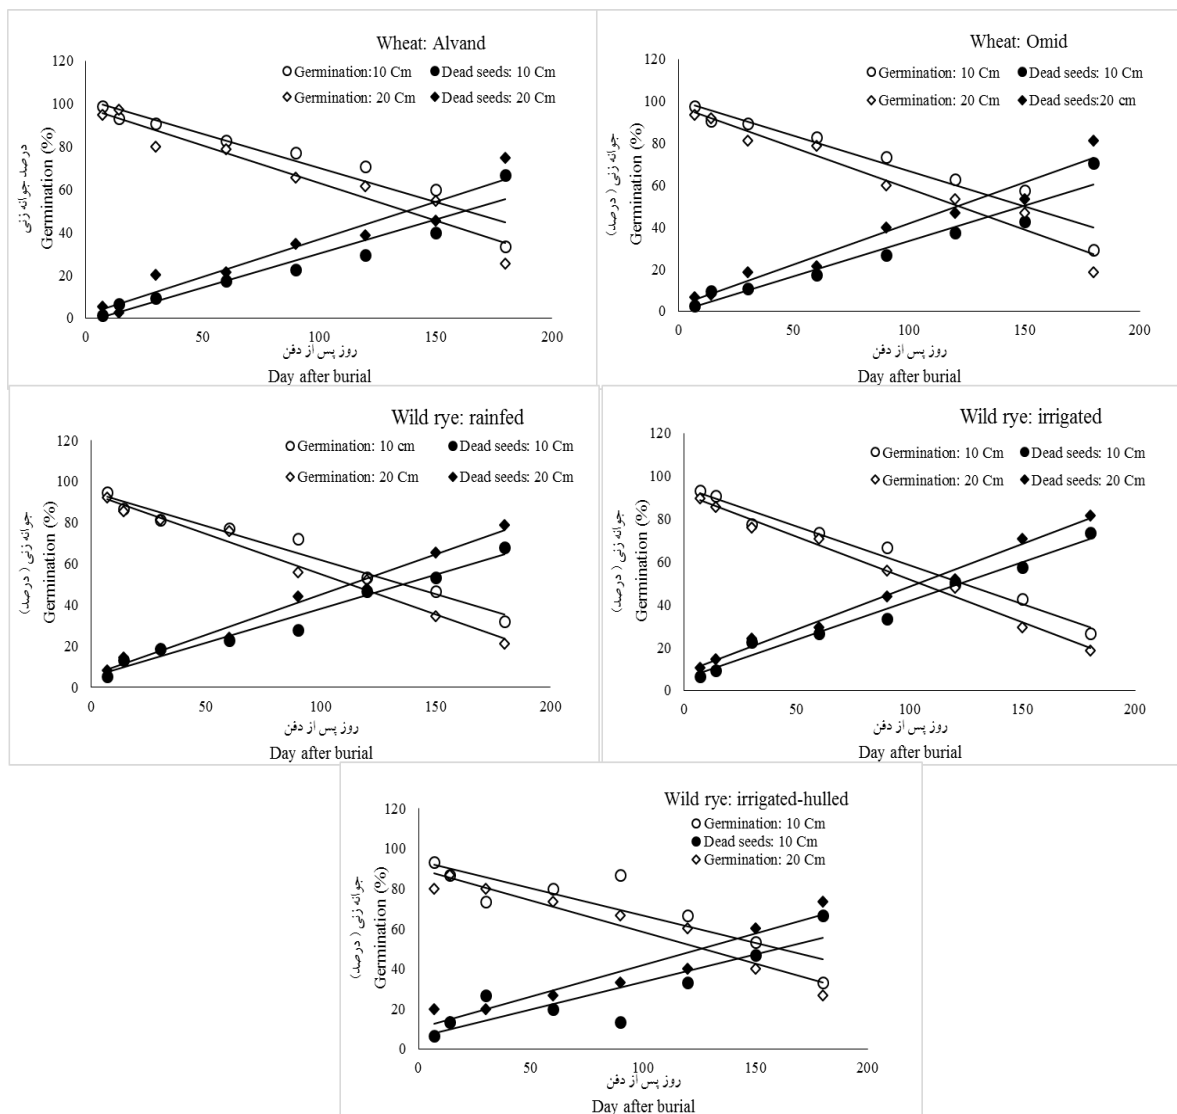 Wheat: Alvand
Germination:10 Cm
Dead seeds: 10 Cm
Germination: 20 Cm
Dead seeds: 20 Cm
120
100
80
60
40
20
0
درصد جوانه زنی
Germination (%)
0 50 100 150 200
روز پس از دفن
Day after burial
Wheat: Omid
Germination: 10 Cm
Dead seeds: 10 Cm
Germination: 20 Cm
Dead seeds:20 cm
120
100
80
60
40
20
0
جوانه زنی ( درصد)
Germination (%)
0 50 100 150 200
روز پس از دفن
Day after burial
Wild rye: rainfed
Germination: 10 cm
Dead seeds: 10 Cm
Germination: 20 Cm
Dead seeds: 20 Cm
120
100
80
60
40
20
0
جوانه زنی ( درصد)
Germination (%)
0 50 100 150 200
روز پس از دفن
Day after burial
Wild rye: irrigated
Germination: 10 Cm
Dead seeds: 10 Cm
Germination: 20 Cm
Dead seeds: 20 Cm
120
100
80
60
40
20
0
جوانه زنی ( درصد)
Germination (%)
0 50 100 150 200
روز پس از دفن
Day after burial
Wild rye: irrigated-hulled
Germination: 10 Cm
Dead seeds: 10 Cm
Germination: 20 Cm
120
100
80
60
40
20
0
جوانه زنی ( درصد)
Germination (%)
0 50 100 150 200
روز پس از دفن
Day after burial